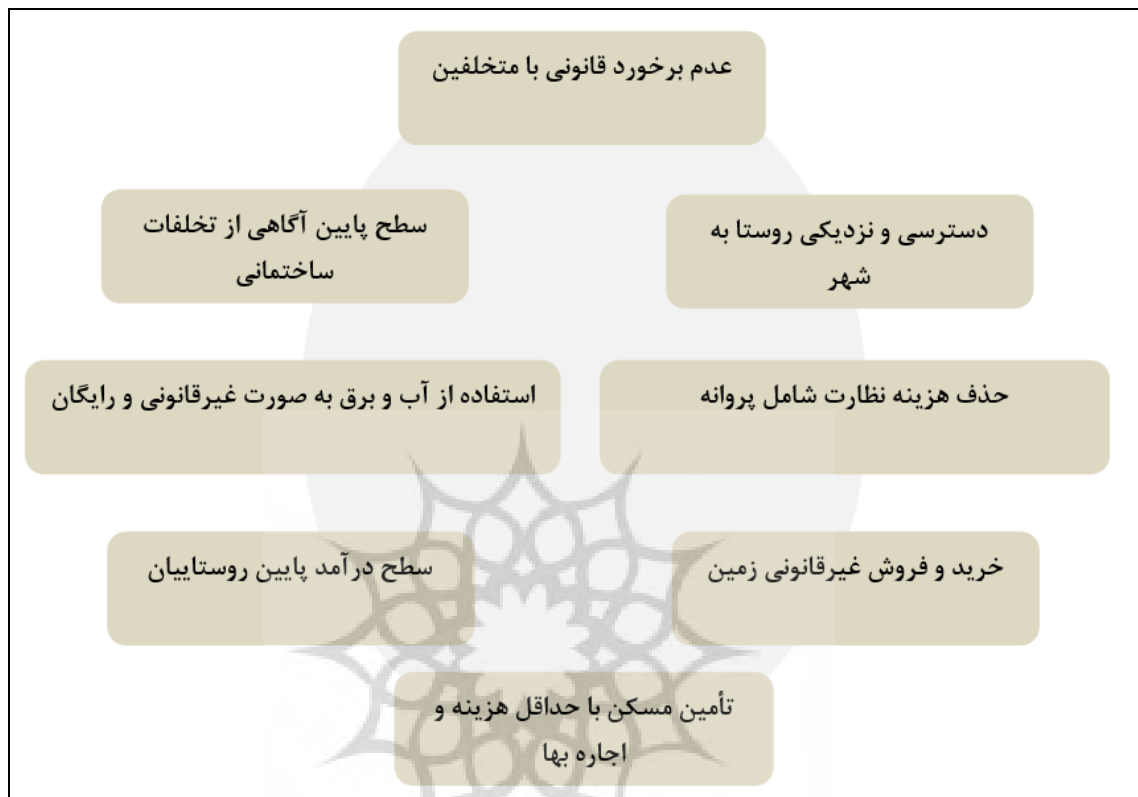 عدم برخورد قانونی با متخلفین
دسترسی و نزدیکی روستا به
شهر
سطح پایین آگاهی از تخلفات
ساختمانی
حذف هزینه نظارت شامل پروانه
استفاده از آب و برق به صورت غیرقانونی و رایگان
خرید و فروش غیرقانونی زمین
سطح درآمد پایین روستاییان
تأمین مسکن با حداقل هزینه و
اجاره بها